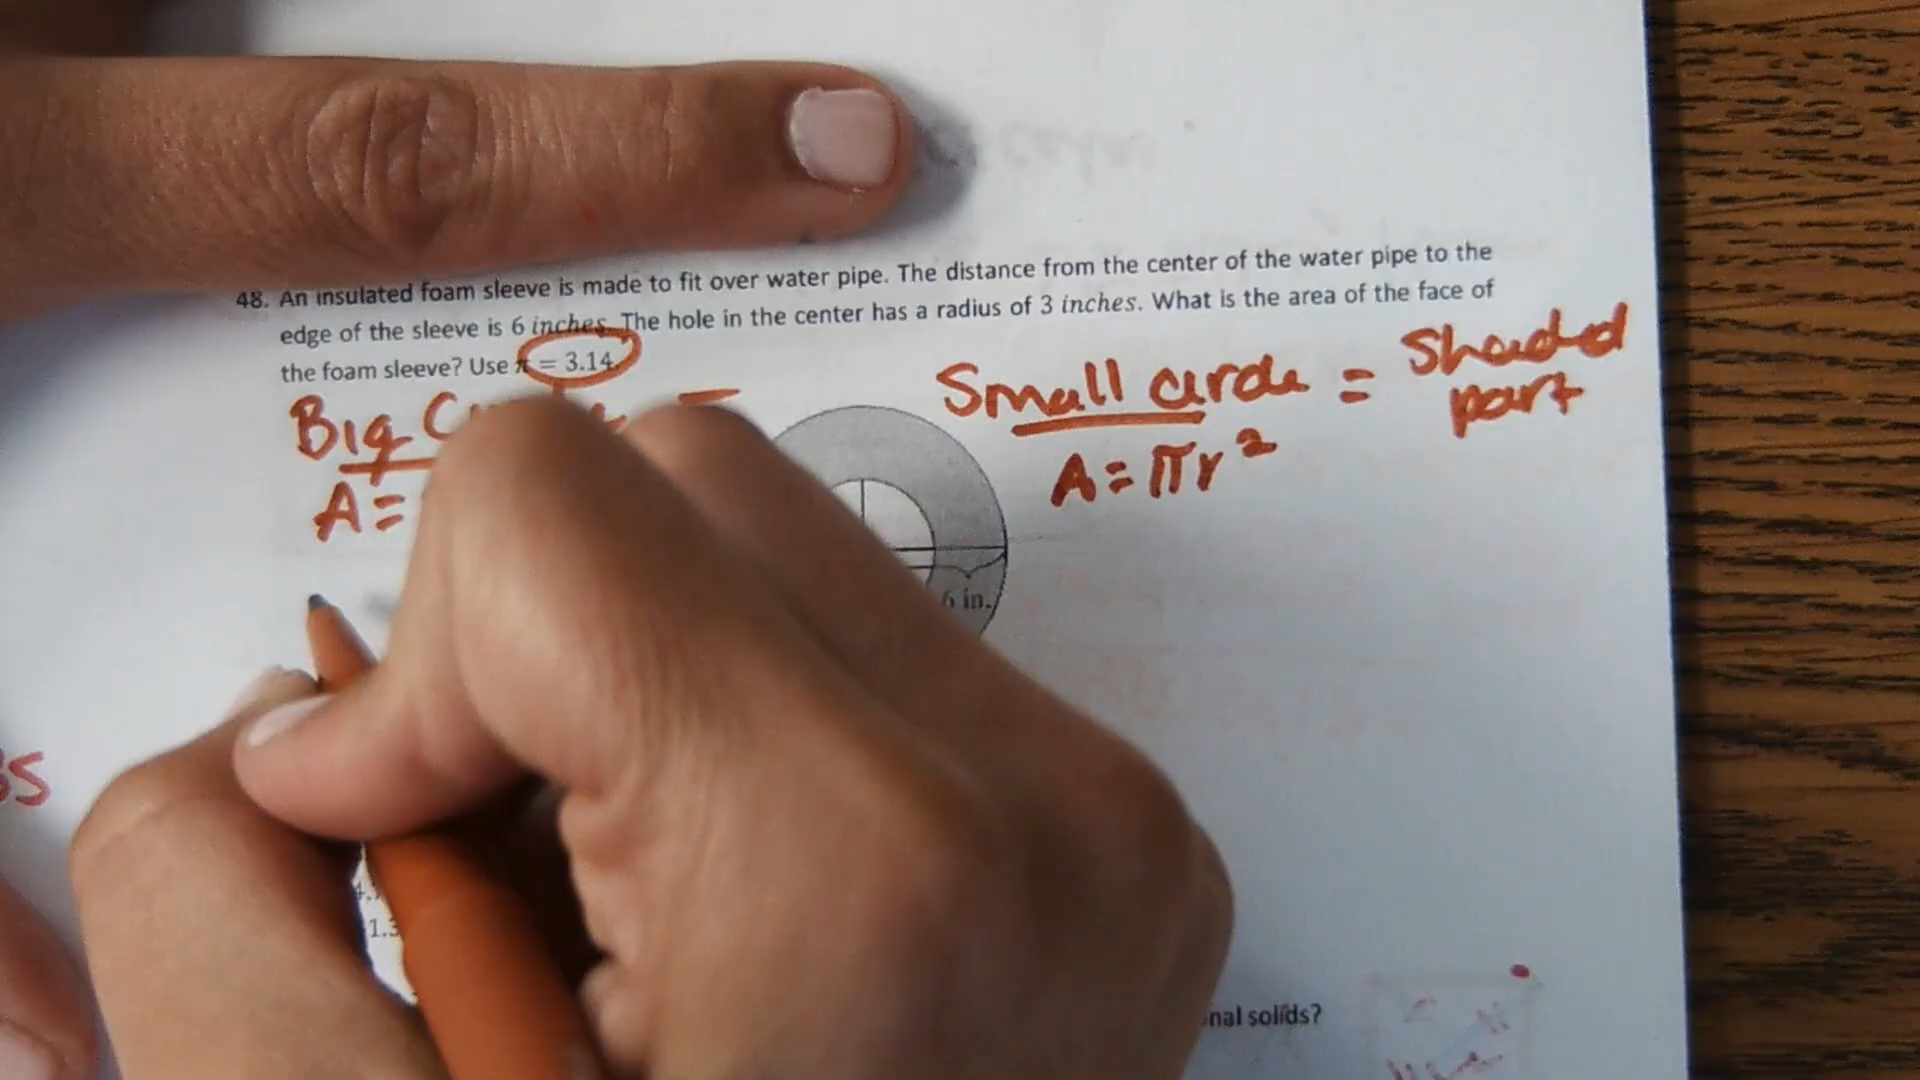 48. An insulated foam sleeve is made to fit over water pipe. The distance from the center of the water pipe to the
edge of the sleeve is 6 inches. The hole in the center has a radius of 3 inches. What is the area of the face of
the foam sleeve? Use π = 3.14.
Big C – Small circle = shaded part
A = A = πr²
6 in.
1.3
nal solids?